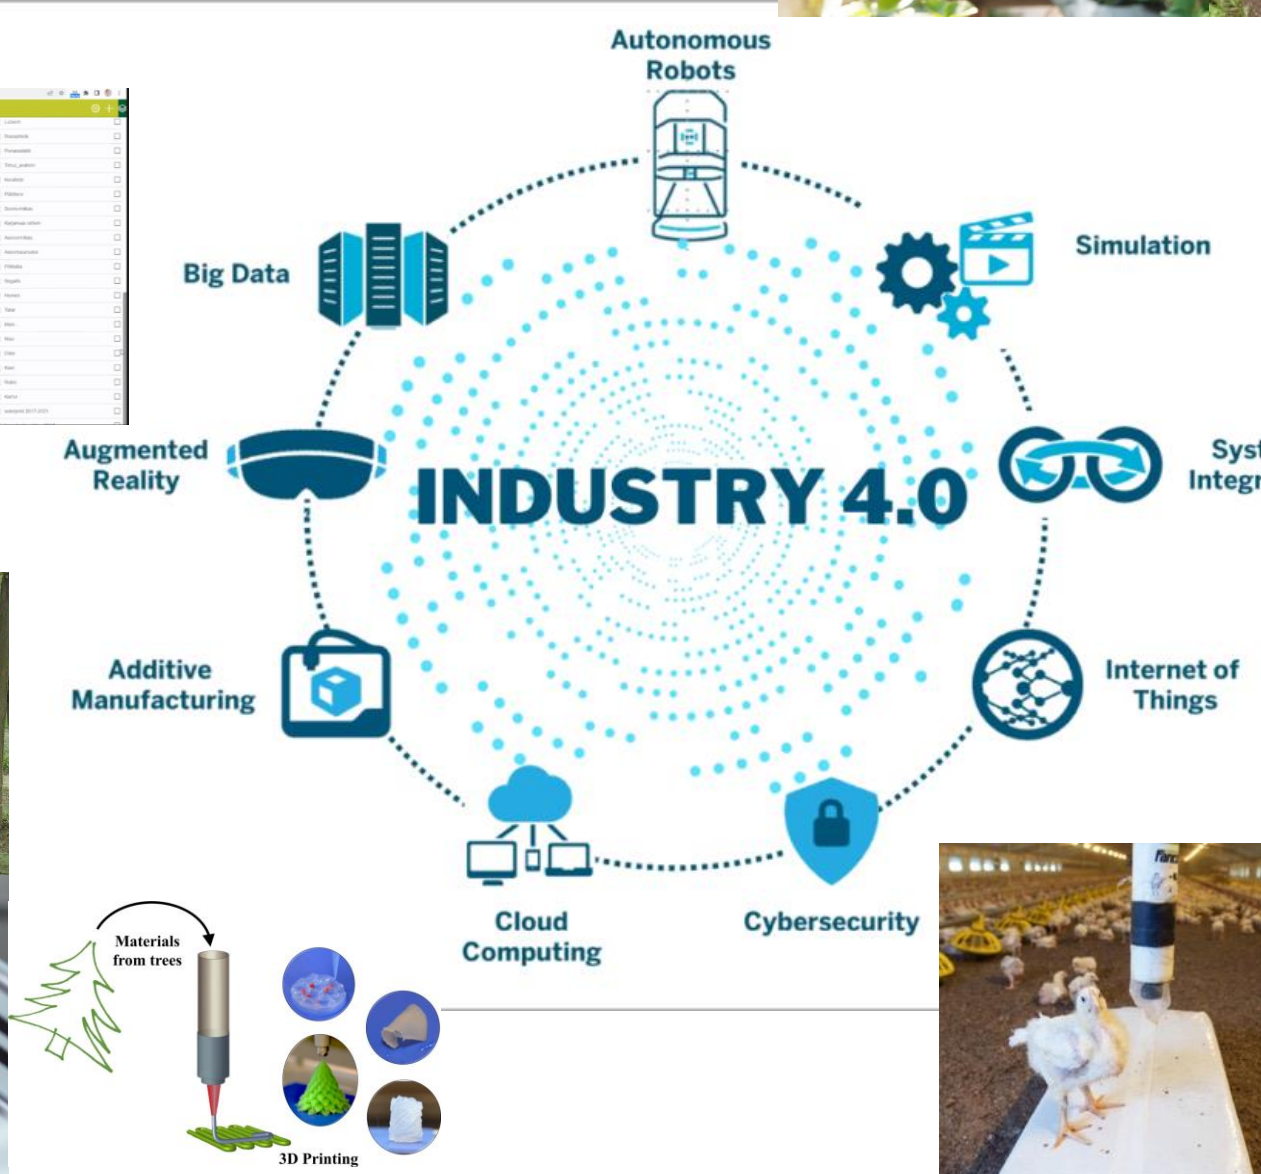 Autonomous
Robots
Simulation
Big Data
Augmented
Reality
INDUSTRY 4.0
Syst
Integr
Additive
Manufacturing
Internet of
Things
Cloud
Computing
Cybersecurity
Materials
from trees
3D Printing